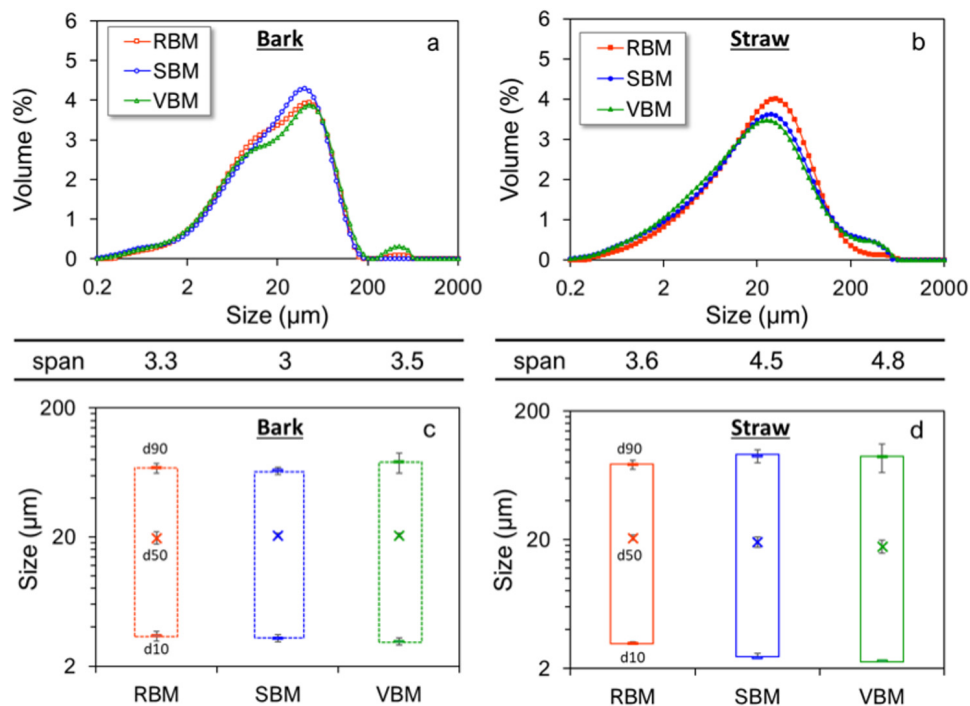 Bark
a
RBM
SBM
VBM
Volume (%)
6
5
4
3
2
1
0
0.2 2 20 200 2000
Size (µm)
Straw
b
RBM
SBM
VBM
Volume (%)
6
5
4
3
2
1
0
0.2 2 20 200 2000
Size (µm)
span 3.3 3 3.5
span 3.6 4.5 4.8
Bark
c
Size (µm)
200
20
2
d90
d50
d10
RBM SBM VBM
Straw
d
Size (µm)
200
20
2
d90
d50
d10
RBM SBM VBM